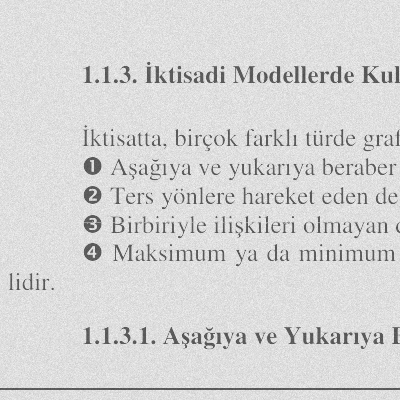 1.1.3. İktisadi Modellerde Kul
İktisatta, birçok farklı türde graf
❶ Aşağıya ve yukarıya beraber
❷ Ters yönlere hareket eden de
❸ Birbiriyle ilişkileri olmayan
❹ Maksimum ya da minimum
lidir.
1.1.3.1. Aşağıya ve Yukarıya